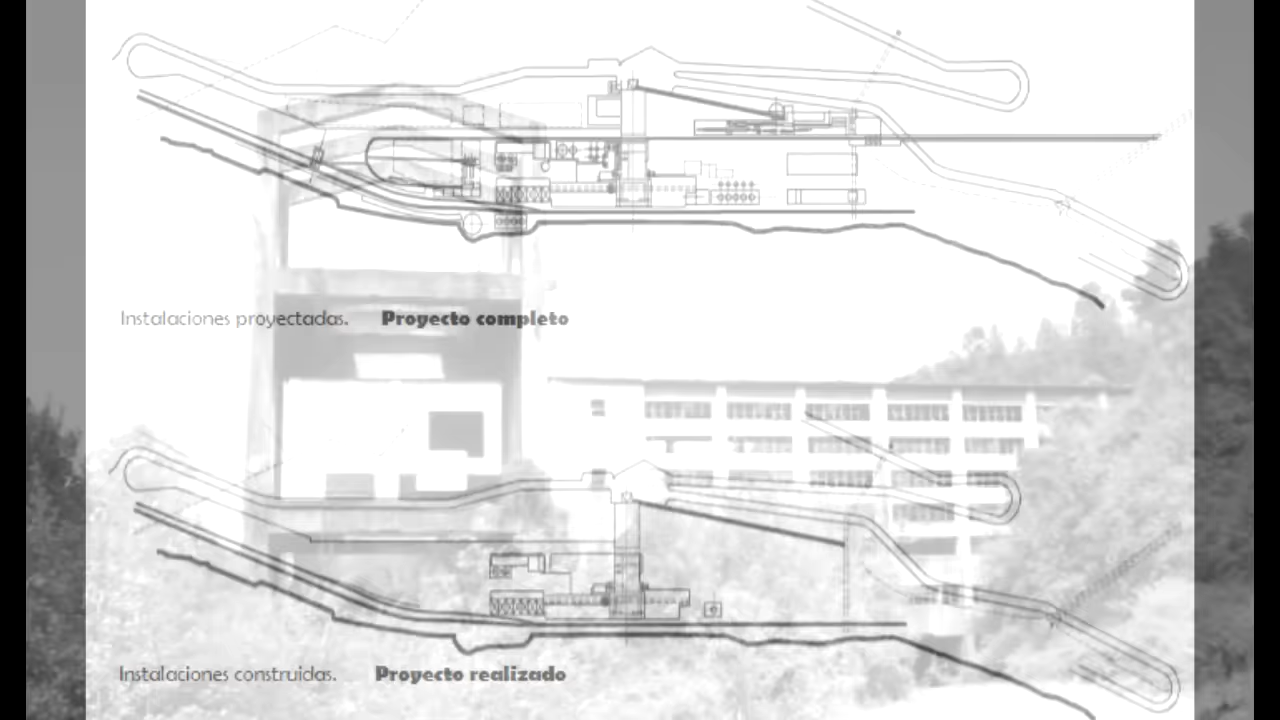 Instalaciones proyectadas. Proyecto completo
Instalaciones construidas. Proyecto realizado